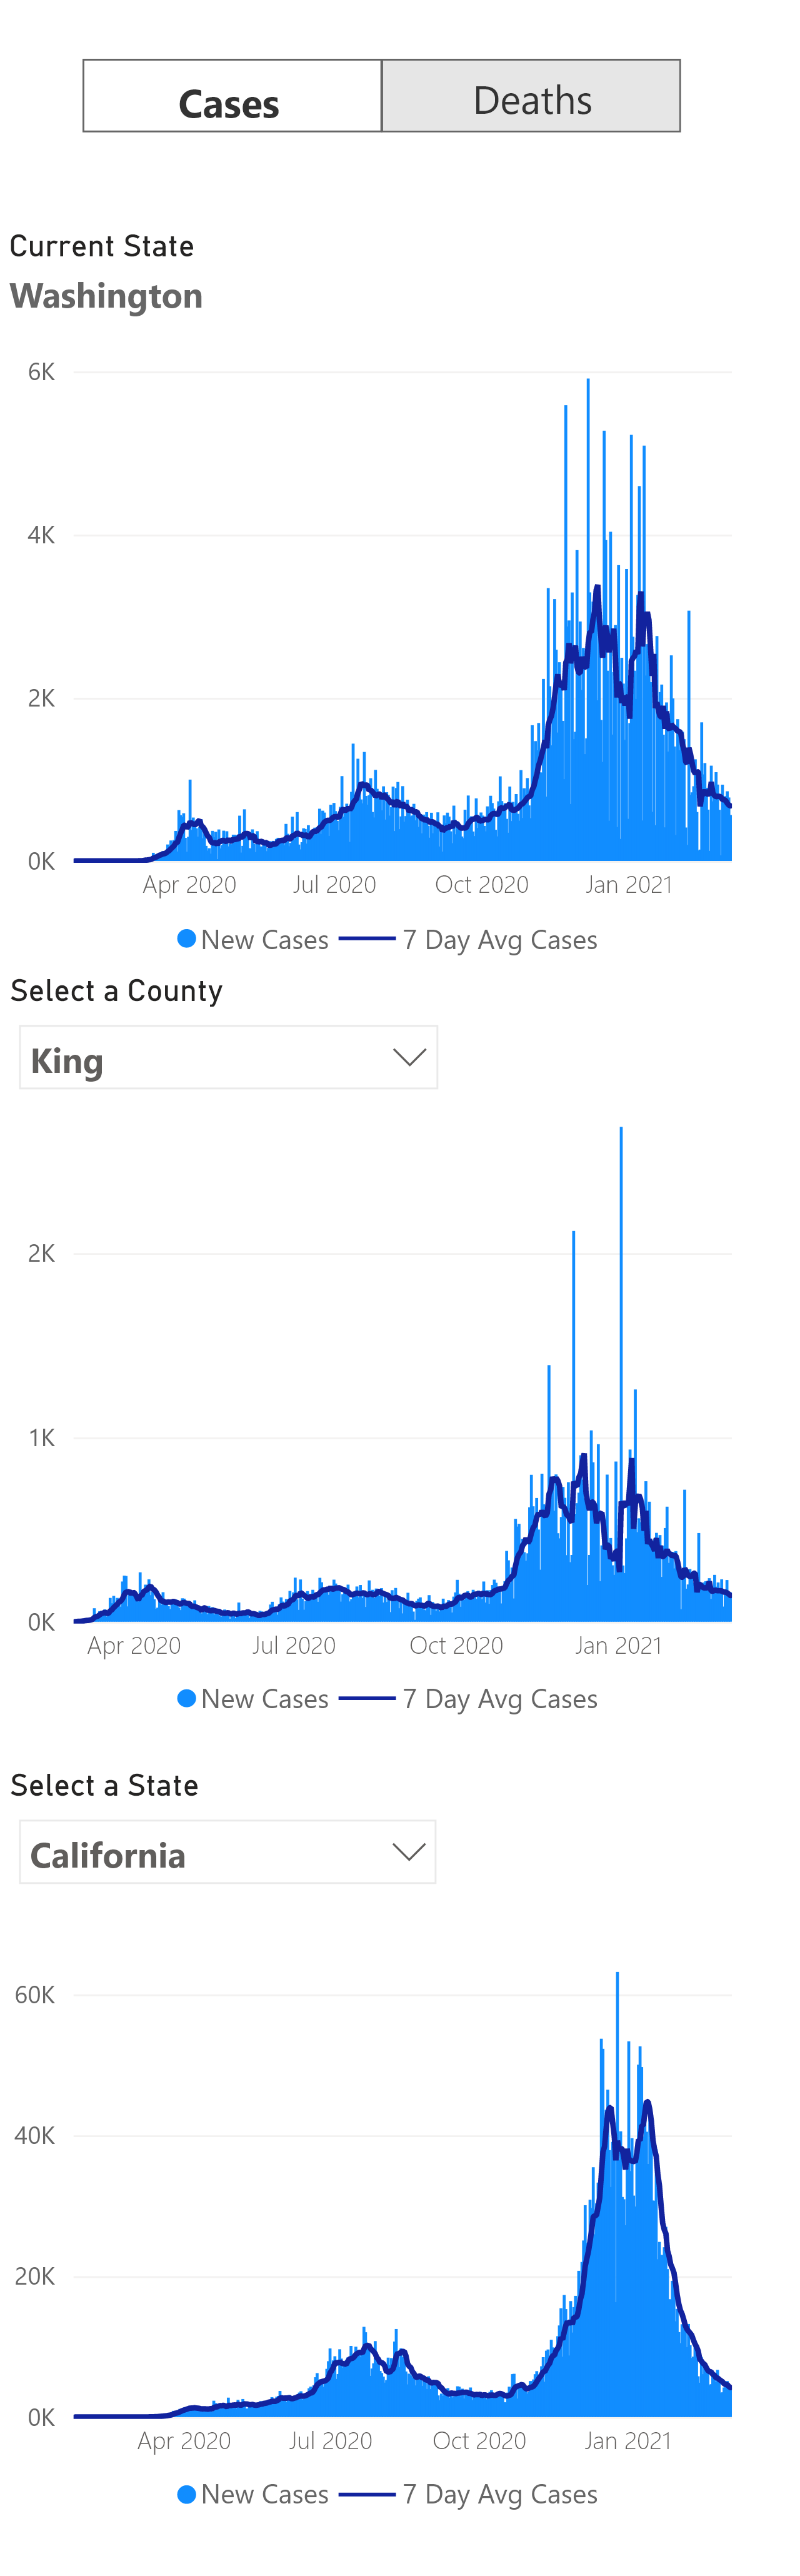 Cases Deaths
Current State
Washington
6K
4K
2K
0K
Apr 2020 Jul 2020 Oct 2020 Jan 2021
New Cases 7 Day Avg Cases
Select a County
King
2K
1K
0K
Apr 2020 Jul 2020 Oct 2020 Jan 2021
New Cases 7 Day Avg Cases
Select a State
California
60K
40K
20K
0K
Apr 2020 Jul 2020 Oct 2020 Jan 2021
New Cases 7 Day Avg Cases